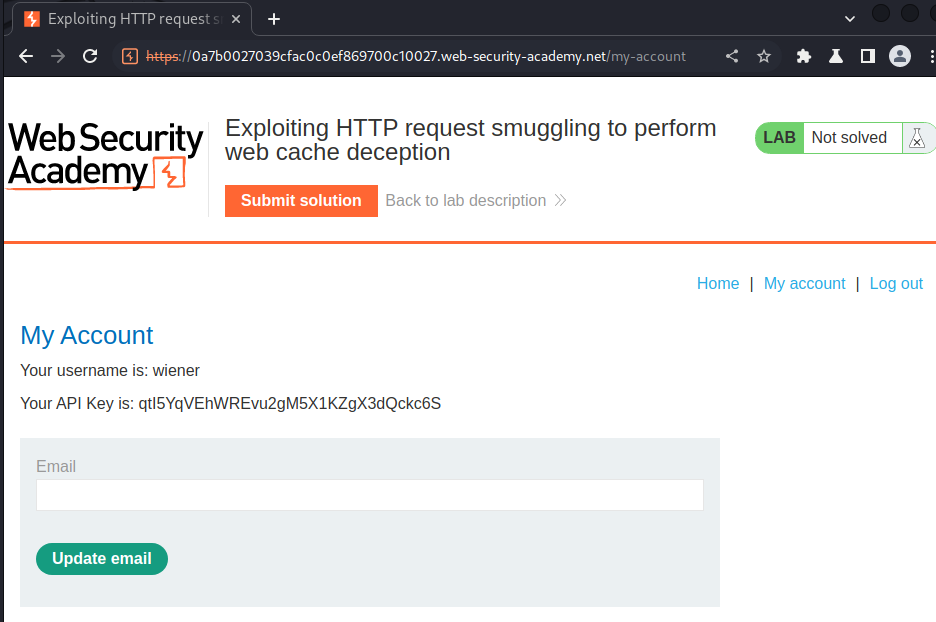 Exploiting HTTP request s
https://0a7b0027039cfac0c0ef869700c10027.web-security-academy.net/my-account
Web Security
Academy
Exploiting HTTP request smuggling to perform
web cache deception
LAB Not solved
Submit solution Back to lab description
Home | My account | Log out
My Account
Your username is: wiener
Your API Key is: qtI5YqVEhWREvu2gM5X1KZgX3dQckc6S
Email
Update email